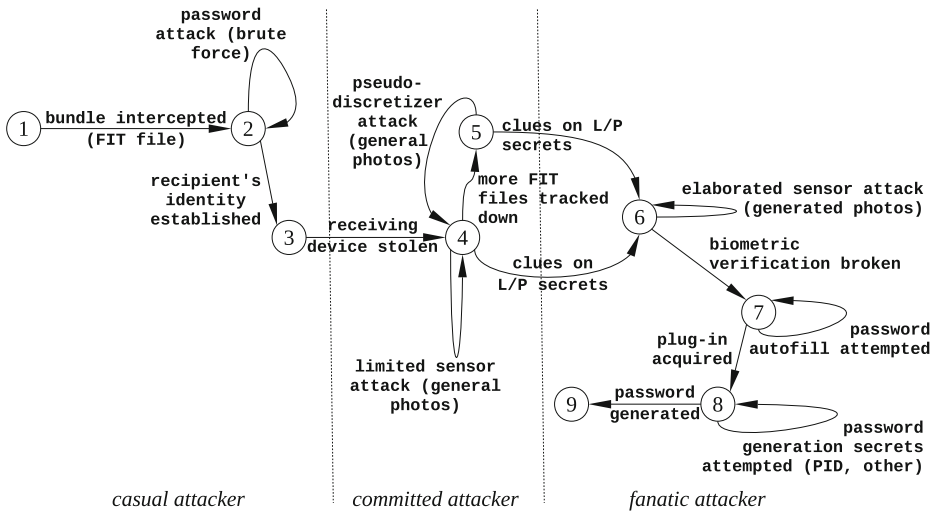 password
attack (brute
force)
1
bundle intercepted
(FIT file)
2
recipient's
identity
established
3
receiving
device stolen
pseudo-
discretizer
attack
(general
photos)
5
clues on L/P
secrets
more FIT
files tracked
down
4
clues on
L/P secrets
limited sensor
attack (general
photos)
6
elaborated sensor attack
(generated photos)
biometric
verification broken
7
password
autofill attempted
plug-in
acquired
8
password
generated
9
password
generation secrets
attempted (PID, other)
casual attacker
committed attacker
fanatic attacker